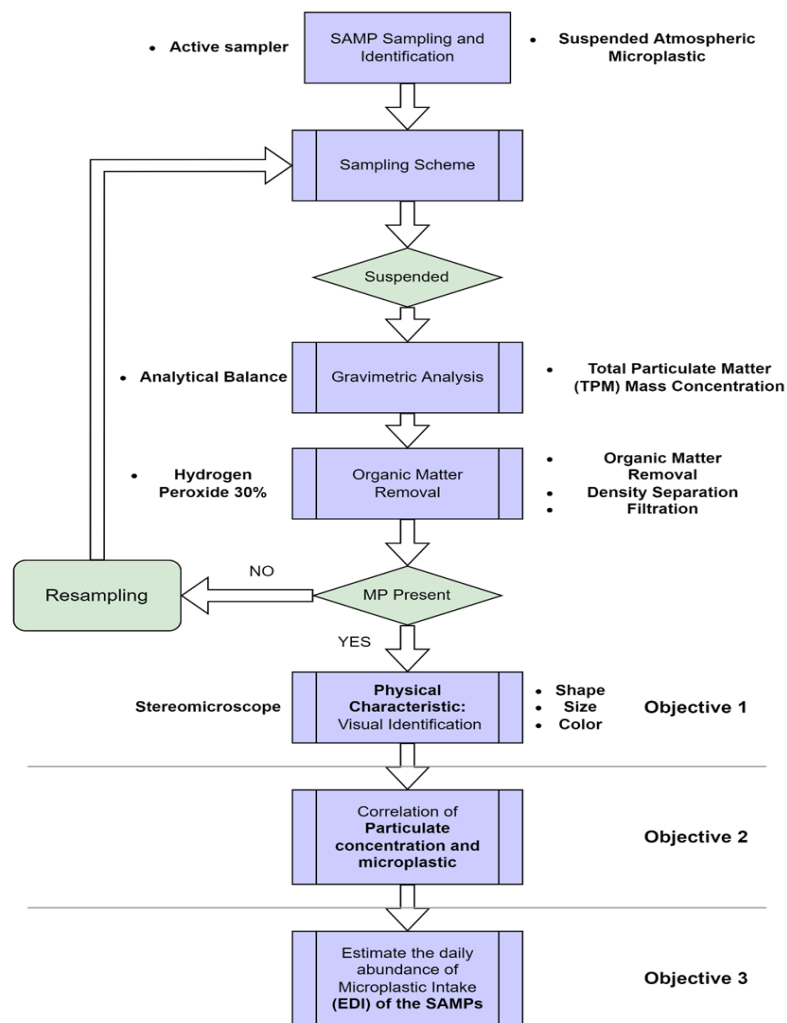 • Active sampler
SAMP Sampling and
Identification
• Suspended Atmospheric
Microplastic
Sampling Scheme
Suspended
• Analytical Balance
Gravimetric Analysis
• Total Particulate Matter
(TPM) Mass Concentration
• Hydrogen
Peroxide 30%
Organic Matter
Removal
• Organic Matter
Removal
• Density Separation
• Filtration
Resampling
NO
MP Present
YES
Stereomicroscope
Physical
Characteristic:
Visual Identification
• Shape
• Size
• Color
Objective 1
Correlation of
Particulate
concentration and
microplastic
Objective 2
Estimate the daily
abundance of
Microplastic Intake
(EDI) of the SAMPs
Objective 3